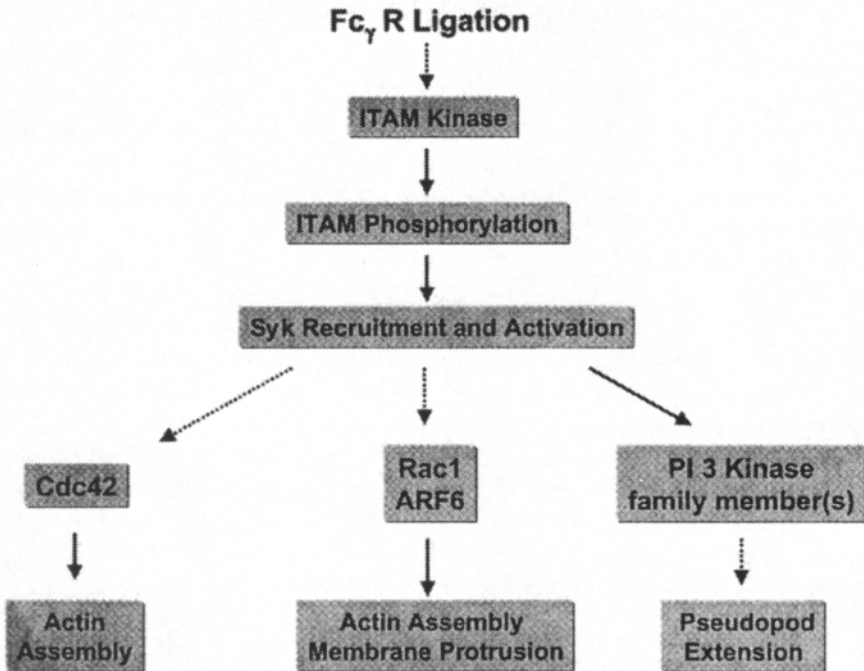 Fcγ R Ligation
ITAM Kinase
ITAM Phosphorylation
Syk Recruitment and Activation
Cdc42
Rac1
ARF6
PI 3 Kinase
family member(s)
Actin
Assembly
Actin Assembly
Membrane Protrusion
Pseudopod
Extension